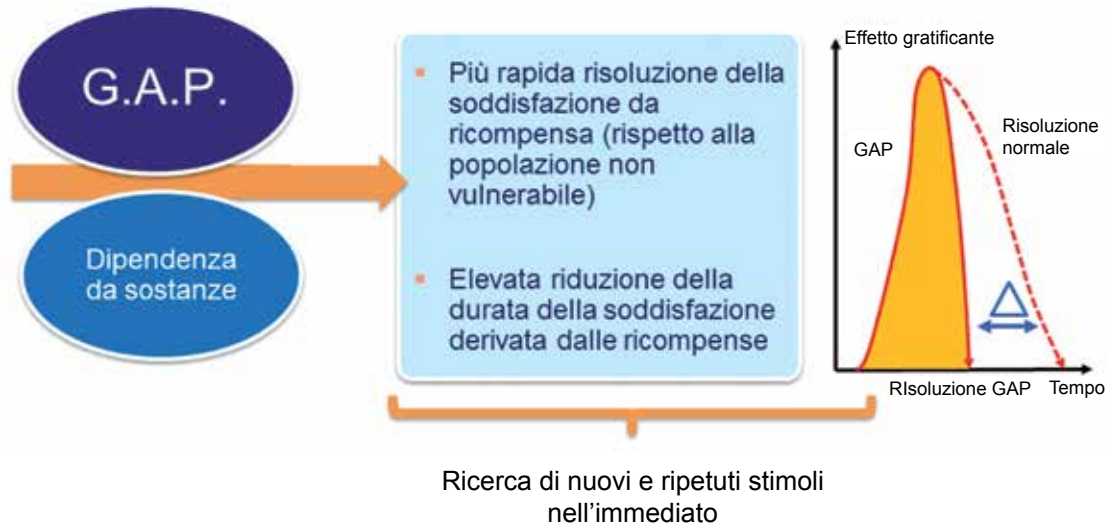 G.A.P.
Dipendenza
da sostanze
▪ Più rapida risoluzione della
soddisfazione da
ricompensa (rispetto alla
popolazione non
vulnerabile)
▪ Elevata riduzione della
durata della soddisfazione
derivata dalle ricompense
Effetto gratificante
GAP
Risoluzione
normale
Δ
RIsoluzione GAP
Tempo
Ricerca di nuovi e ripetuti stimoli
nell'immediato